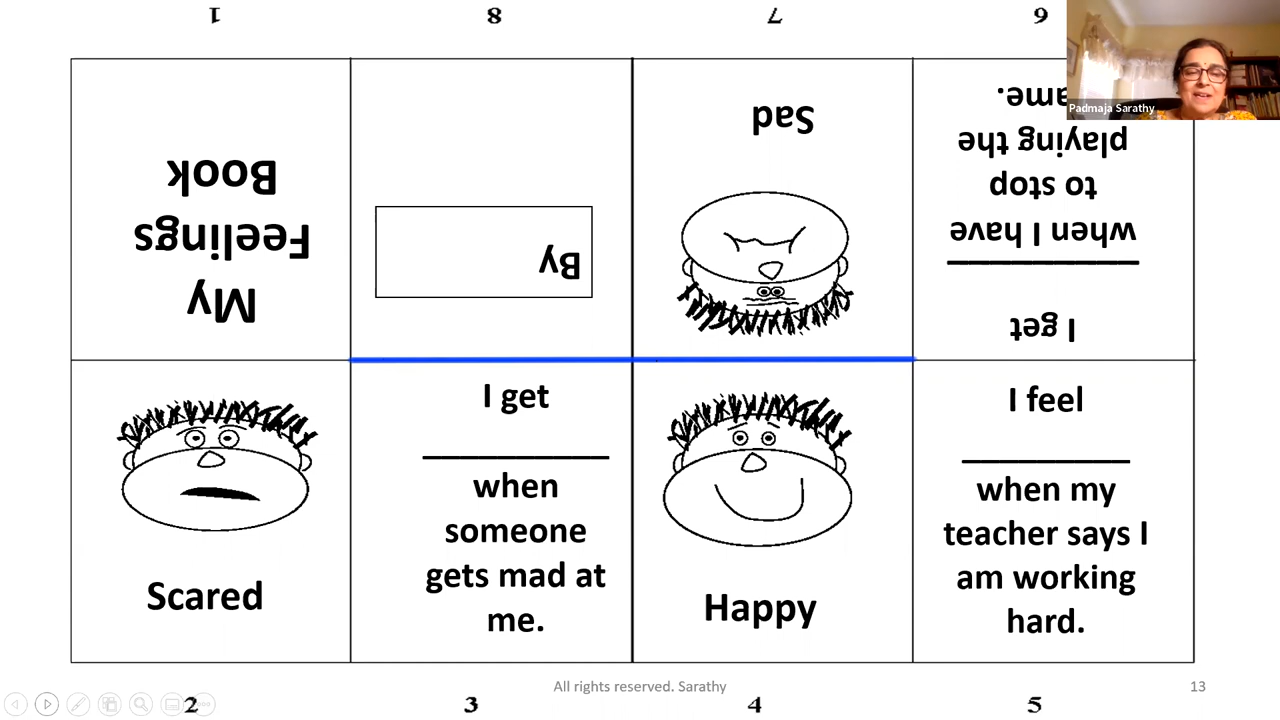 1
8
7
6
My
Feelings
Book
By
Sad
I get
when I have
to stop
playing the
Padmaja Sarathy
Scared
I get
when
someone
gets mad at
me.
Happy
I feel
when my
teacher says I
am working
hard.
2
3
4
5
All rights reserved. Sarathy
13